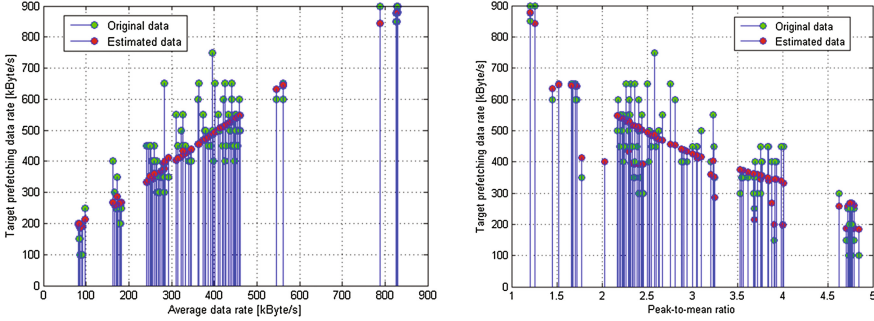 Original data
Estimated data
Target prefetching data rate [kByte/s]
900
800
700
600
500
400
300
200
100
0
0 100 200 300 400 500 600 700 800 900
Average data rate [kByte/s]
Original data
Estimated data
Target prefetching data rate [kByte/s]
900
800
700
600
500
400
300
200
100
0
1 1.5 2 2.5 3 3.5 4 4.5 5
Peak-to-mean ratio